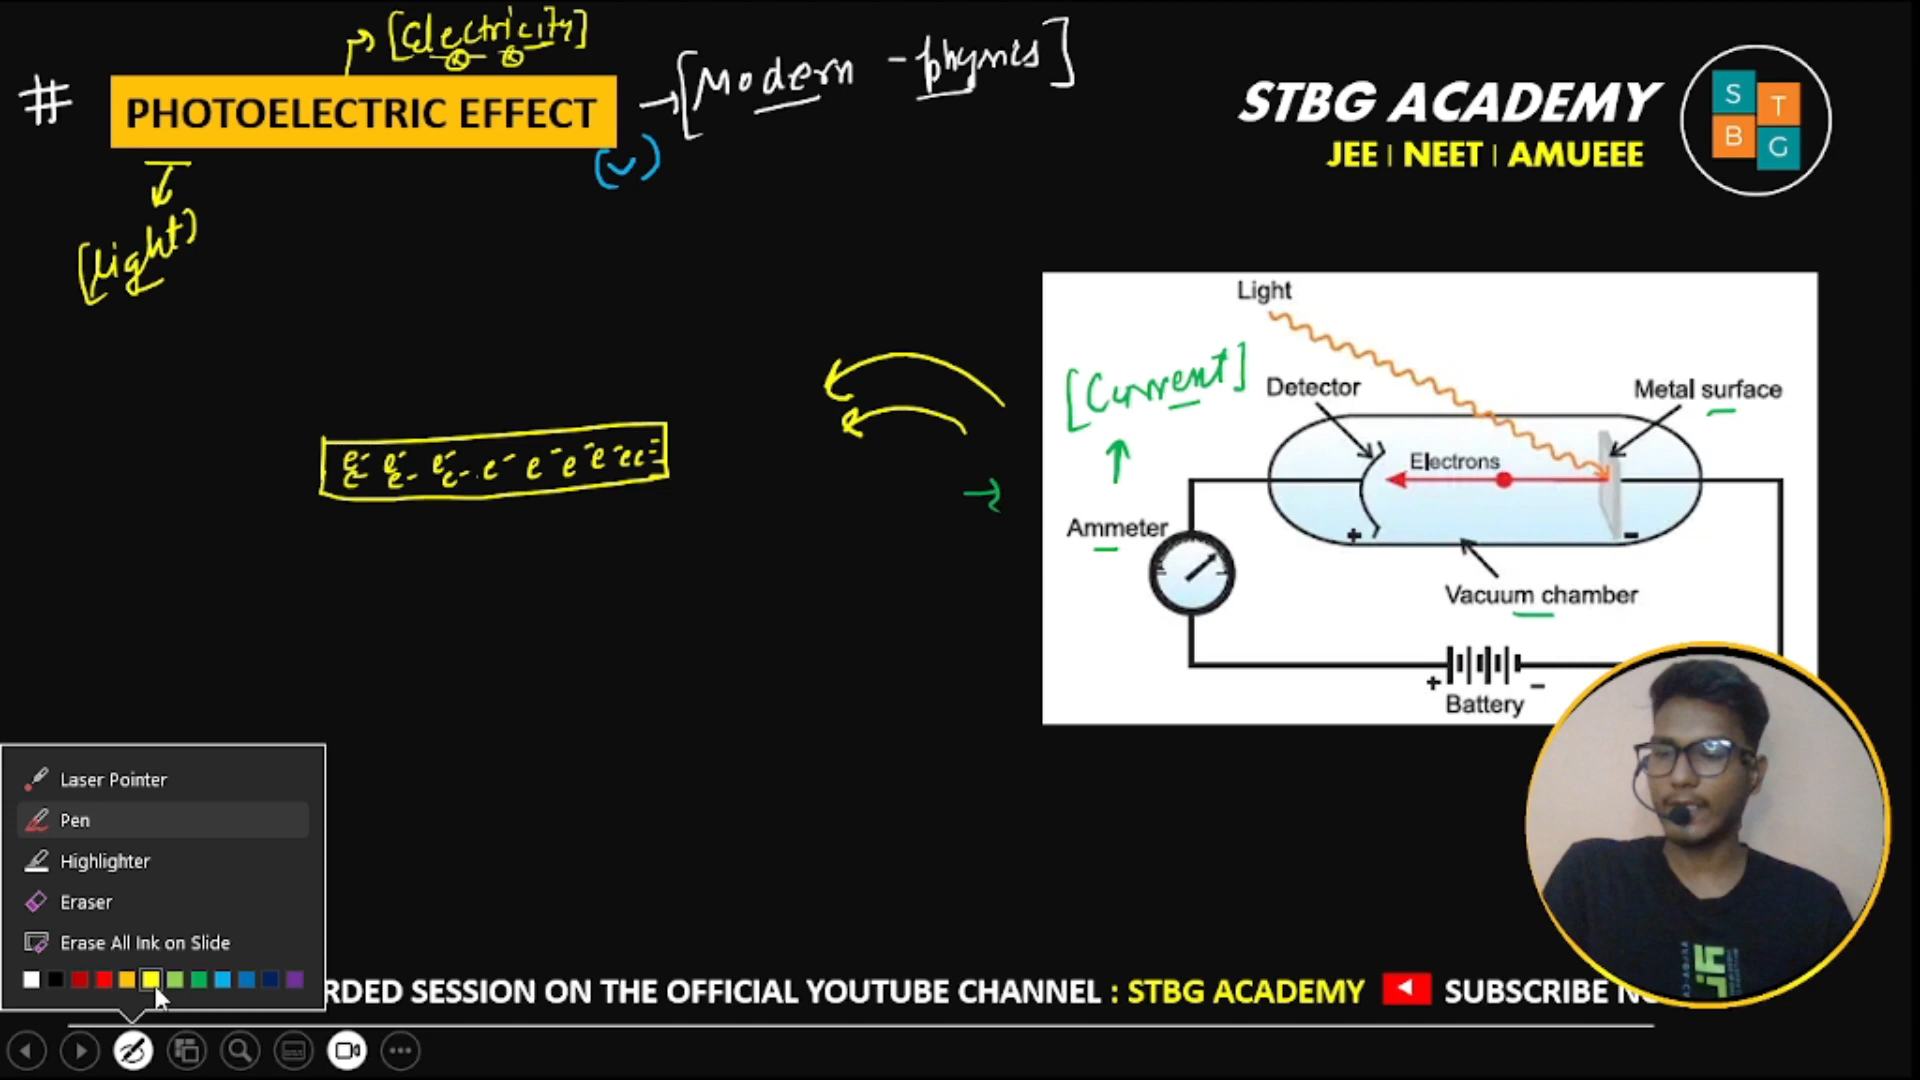 [Electricity]
# PHOTOELECTRIC EFFECT → [Modern - physics]
(v)
[light)
STBG ACADEMY
JEE | NEET | AMUEEE
S T
B G
Light
[Current]
Detector
Metal surface
Electrons
e- e- e- e- e- e- e- e e-
e- e- e-
Ammeter
+ -
Vacuum chamber
+ -
Battery
Laser Pointer
Pen
Highlighter
Eraser
Erase All Ink on Slide
RDED SESSION ON THE OFFICIAL YOUTUBE CHANNEL : STBG ACADEMY SUBSCRIBE N